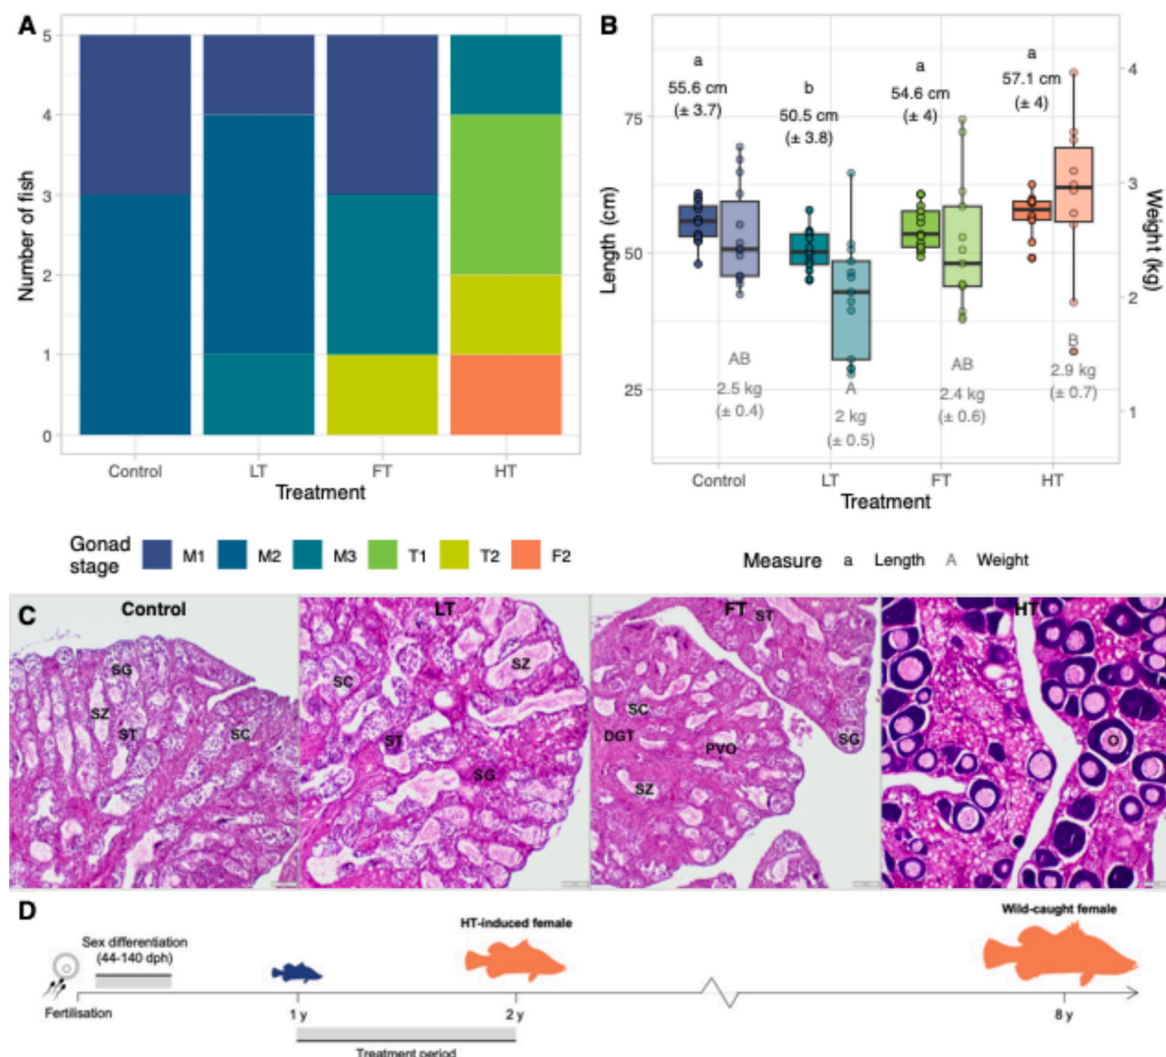 A
5
4
3
2
1
0
Number of fish
Control
LT
FT
HT
Treatment
Gonad
stage
M1
M2
M3
T1
T2
F2
B
75
50
25
Length (cm)
4
3
2
1
Weight (kg)
a
55.6 cm
(± 3.7)
b
50.5 cm
(± 3.8)
a
54.6 cm
(± 4)
a
57.1 cm
(± 4)
AB
2.5 kg
(± 0.4)
A
2 kg
(± 0.5)
AB
2.4 kg
(± 0.6)
B
2.9 kg
(± 0.7)
Control
LT
FT
HT
Treatment
Measure a Length A Weight
C
Control
SG
SZ
ST
SC
LT
SZ
SC
ST
SG
FT
ST
SC
DGT
PVO
SG
SZ
HT
O
D
Sex differentiation
(44-140 dph)
HT-induced female
Wild-caught female
Fertilisation
1 y
2 y
8 y
Treatment period